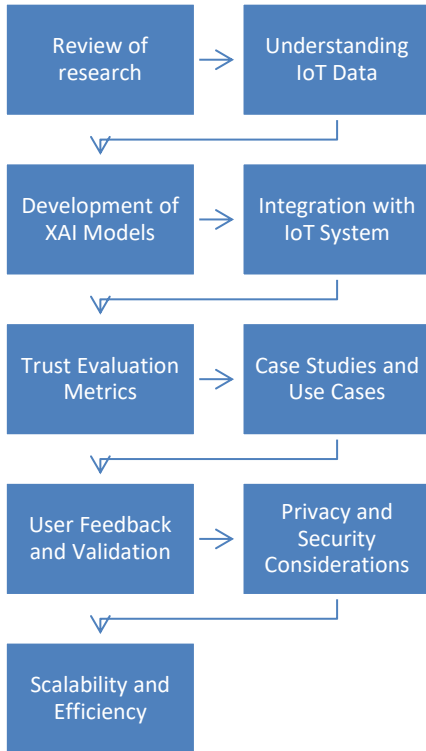 Review of
research
Understanding
IoT Data
Development of
XAI Models
Integration with
IoT System
Trust Evaluation
Metrics
Case Studies and
Use Cases
User Feedback
and Validation
Privacy and
Security
Considerations
Scalability and
Efficiency